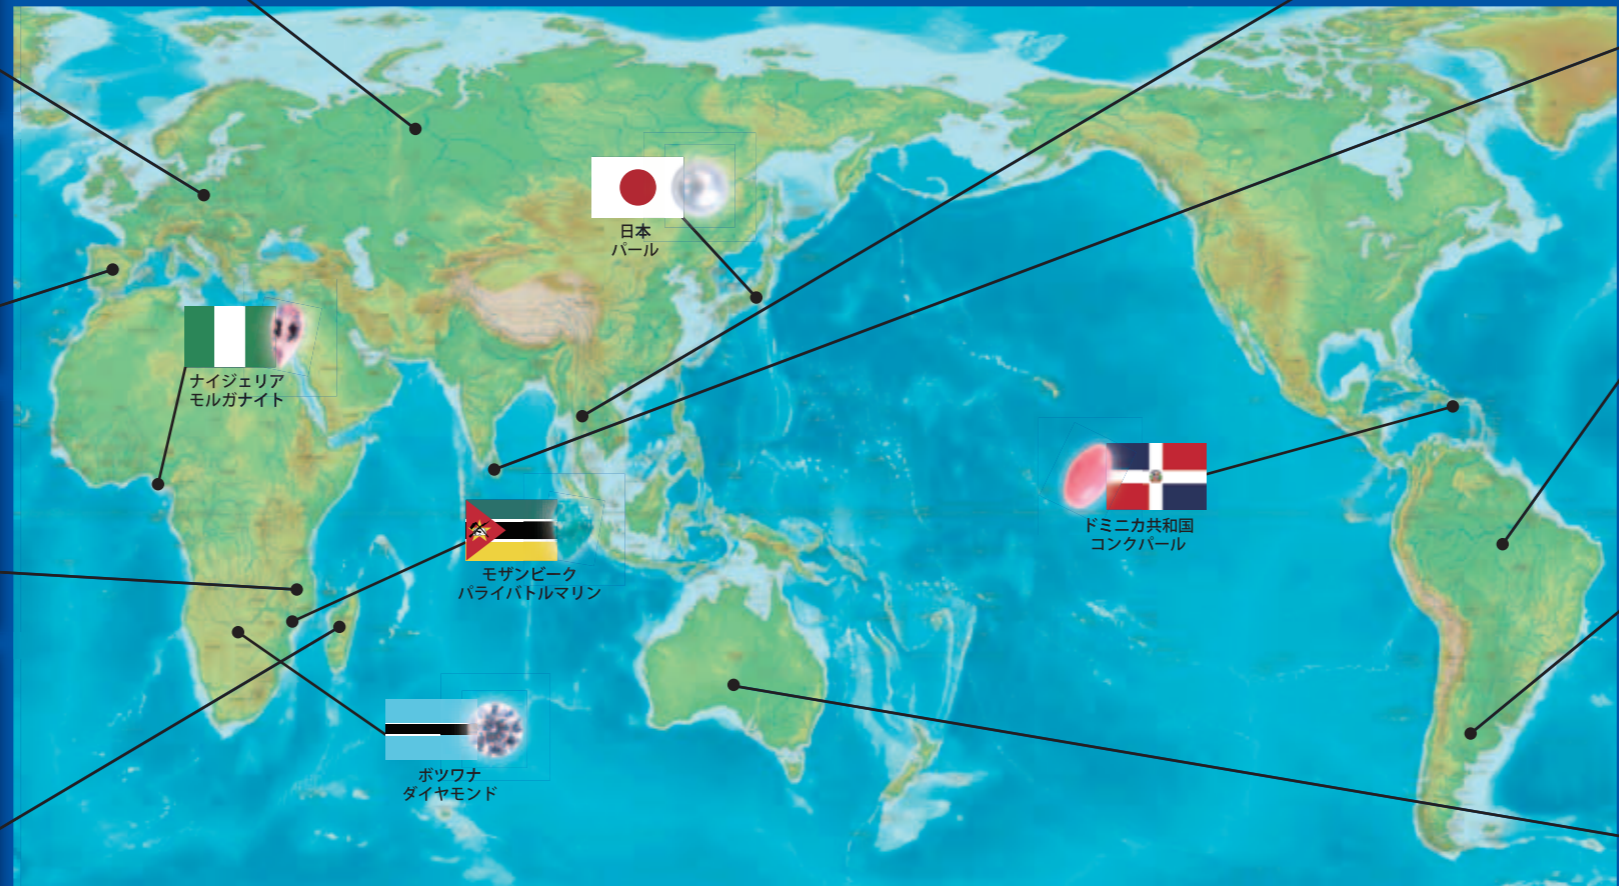 日本
パール
ナイジェリア
モルガナイト
ドミニカ共和国
コンクパール
モザンビーク
パライバトルマリン
ボツワナ
ダイヤモンド